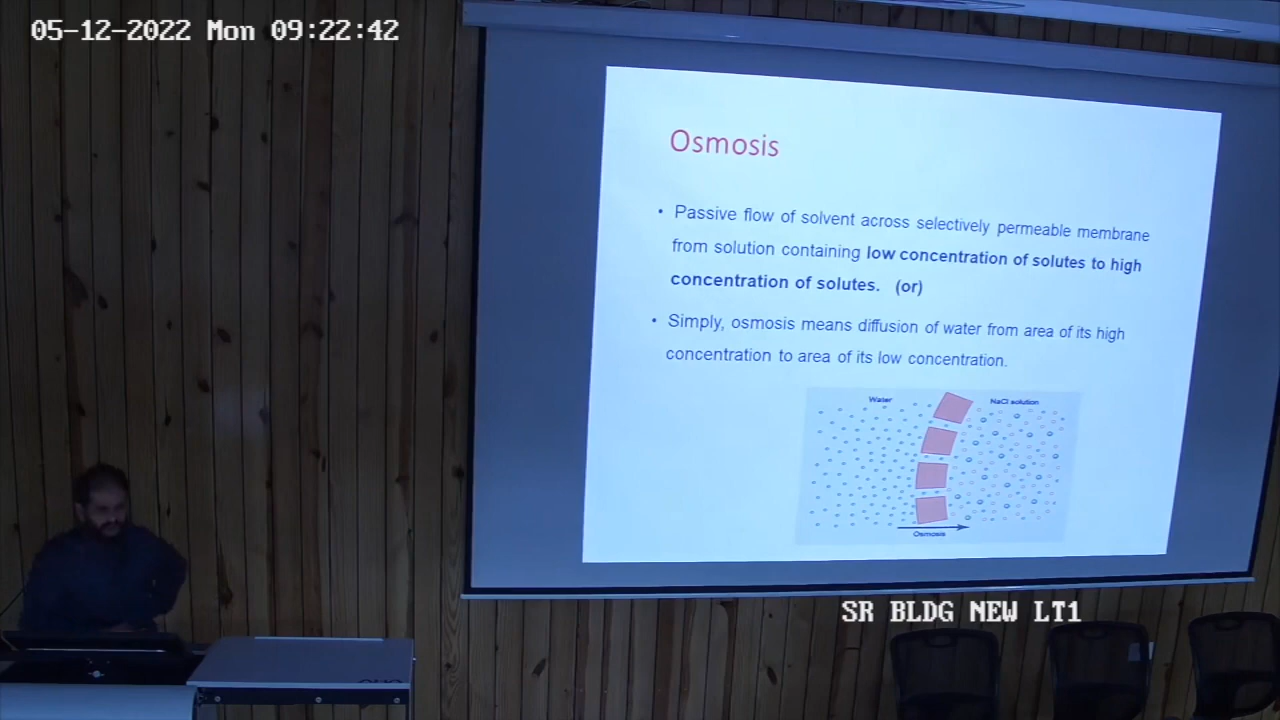 05-12-2022 Mon 09:22:42
Osmosis
• Passive flow of solvent across selectively permeable membrane
from solution containing low concentration of solutes to high
concentration of solutes. (or)
• Simply, osmosis means diffusion of water from area of its high
concentration to area of its low concentration.
Water
NaCl solution
Osmosis
SR BLDG NEW LT1